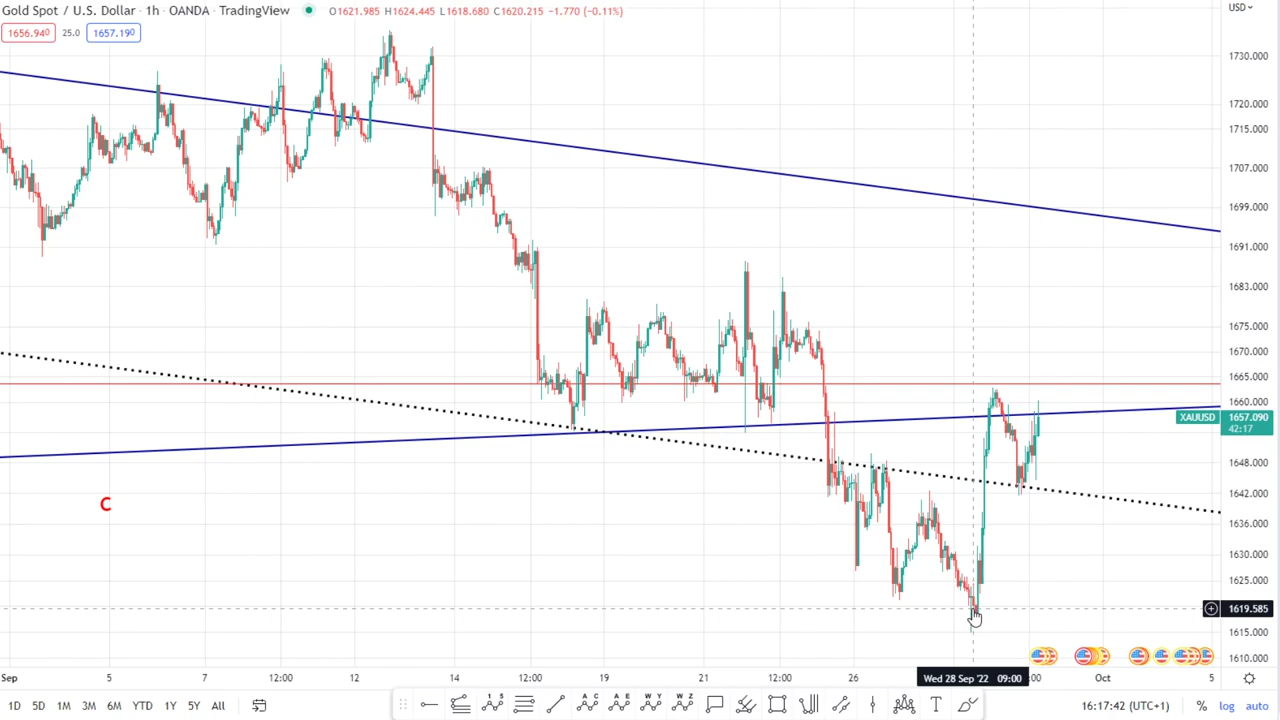 Gold Spot / U.S. Dollar · 1h · OANDA · TradingView O1621.985 H1624.445 L1618.680 C1620.215 −1.770 (−0.11%)
1656.940 25.0 1657.190
USD
1730.000
1720.000
1715.000
1707.000
1699.000
1691.000
1683.000
1675.000
1670.000
1665.000
1660.000
XAUUSD 1657.090
42:17
1648.000
1642.000
1636.000
1630.000
1625.000
1619.585
1615.000
1610.000
C
Sep 5 7 12:00 12 14 12:00 19 21 12:00 26 Wed 28 Sep '22 09:00 :00 Oct 5
1D 5D 1M 3M 6M YTD 1Y 5Y All 16:17:42 (UTC+1) % log auto